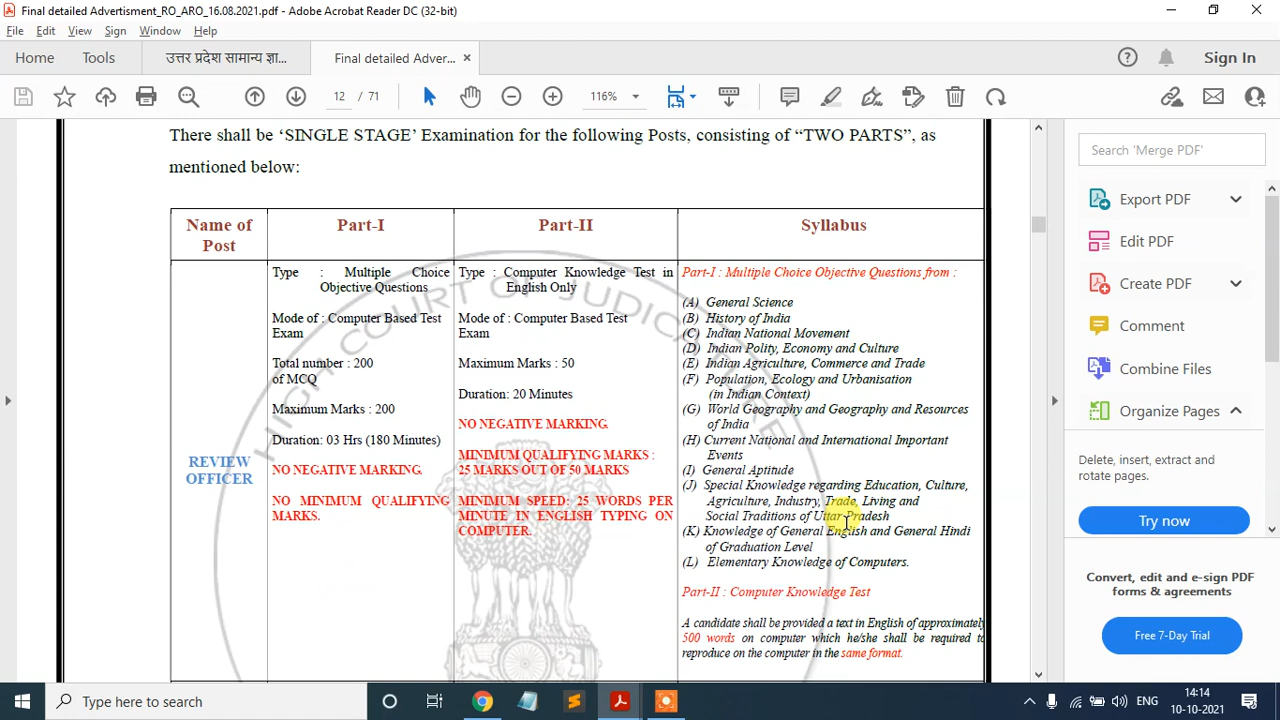 Final detailed Advertisment_RO_ARO_16.08.2021.pdf - Adobe Acrobat Reader DC (32-bit)
File Edit View Sign Window Help
Home Tools उत्तर प्रदेश सामान्य ज्ञा... Final detailed Adver... × Sign In
12 / 71 116%
There shall be ‘SINGLE STAGE’ Examination for the following Posts, consisting of “TWO PARTS”, as
mentioned below:
Name of
Post
Part-I
Part-II
Syllabus
REVIEW
OFFICER
Type : Multiple Choice
Objective Questions
Mode of : Computer Based Test
Exam
Total number : 200
of MCQ
Maximum Marks : 200
Duration: 03 Hrs (180 Minutes)
NO NEGATIVE MARKING.
NO MINIMUM QUALIFYING
MARKS.
Type : Computer Knowledge Test in
English Only
Mode of : Computer Based Test
Exam
Maximum Marks : 50
Duration: 20 Minutes
NO NEGATIVE MARKING.
MINIMUM QUALIFYING MARKS :
25 MARKS OUT OF 50 MARKS
MINIMUM SPEED: 25 WORDS PER
MINUTE IN ENGLISH TYPING ON
COMPUTER.
Part-I : Multiple Choice Objective Questions from :
(A) General Science
(B) History of India
(C) Indian National Movement
(D) Indian Polity, Economy and Culture
(E) Indian Agriculture, Commerce and Trade
(F) Population, Ecology and Urbanisation
(in Indian Context)
(G) World Geography and Geography and Resources
of India
(H) Current National and International Important
Events
(I) General Aptitude
(J) Special Knowledge regarding Education, Culture,
Agriculture, Industry, Trade, Living and
Social Traditions of Uttar Pradesh
(K) Knowledge of General English and General Hindi
of Graduation Level
(L) Elementary Knowledge of Computers.
Part-II : Computer Knowledge Test
A candidate shall be provided a text in English of approximately
500 words on computer which he/she shall be required to
reproduce on the computer in the same format.
HIGH COURT OF JUDICATURE
Search 'Merge PDF'
Export PDF
Edit PDF
Create PDF
Comment
Combine Files
Organize Pages
Delete, insert, extract and
rotate pages.
Try now
Convert, edit and e-sign PDF
forms & agreements
Free 7-Day Trial
Type here to search
ENG
14:14
10-10-2021